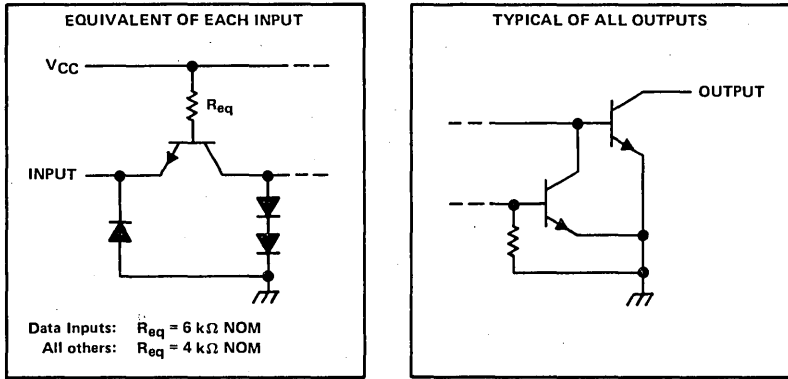 EQUIVALENT OF EACH INPUT
VCC
Req
INPUT
Data Inputs: Req = 6 kΩ NOM
All others: Req = 4 kΩ NOM
TYPICAL OF ALL OUTPUTS
OUTPUT